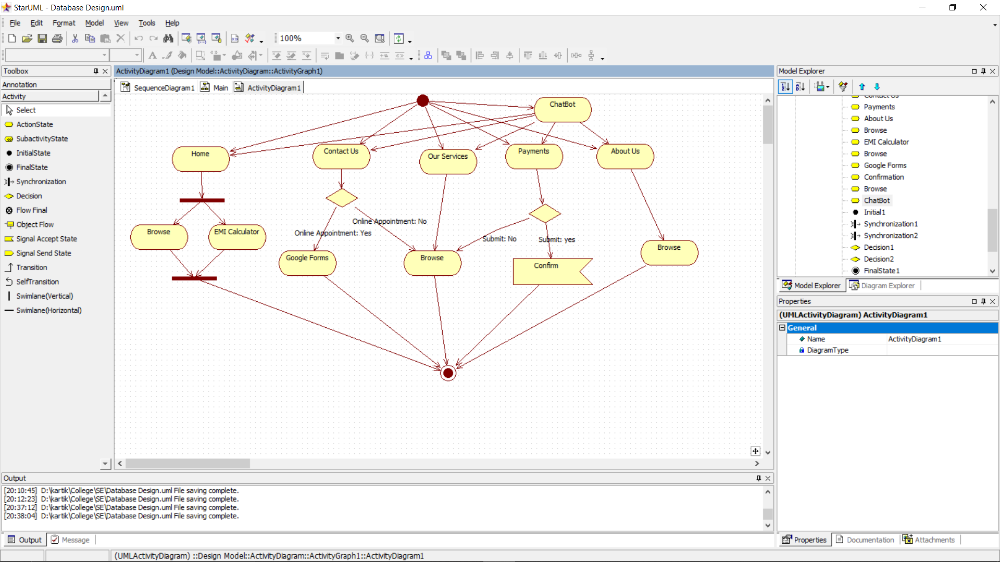 StarUML - Database Design.uml
File Edit Format Model View Tools Help
100%
Toolbox
Annotation
Activity
Select
ActionState
SubactivityState
InitialState
FinalState
Synchronization
Decision
Flow Final
Object Flow
Signal Accept State
Signal Send State
Transition
SelfTransition
Swimlane(Vertical)
Swimlane(Horizontal)
ActivityDiagram1 (Design Model::ActivityDiagram::ActivityGraph1)
SequenceDiagram1 Main ActivityDiagram1
ChatBot
Home
Contact Us
Our Services
Payments
About Us
Online Appointment: No
Online Appointment: Yes
Submit: No
Submit: yes
Browse
EMI Calculator
Google Forms
Browse
Confirm
Browse
Model Explorer
Contact Us
Payments
About Us
Browse
EMI Calculator
Browse
Google Forms
Confirmation
Browse
ChatBot
Initial1
Synchronization1
Synchronization2
Decision1
Decision2
FinalState1
Model Explorer Diagram Explorer
Properties
(UMLActivityDiagram) ActivityDiagram1
General
Name ActivityDiagram1
DiagramType
Output
[20:10:45] D:\kartik\College\SE\Database Design.uml File saving complete.
[20:12:23] D:\kartik\College\SE\Database Design.uml File saving complete.
[20:37:12] D:\kartik\College\SE\Database Design.uml File saving complete.
[20:38:04] D:\kartik\College\SE\Database Design.uml File saving complete.
Output Message
Properties Documentation Attachments
(UMLActivityDiagram) ::Design Model::ActivityDiagram::ActivityGraph1::ActivityDiagram1